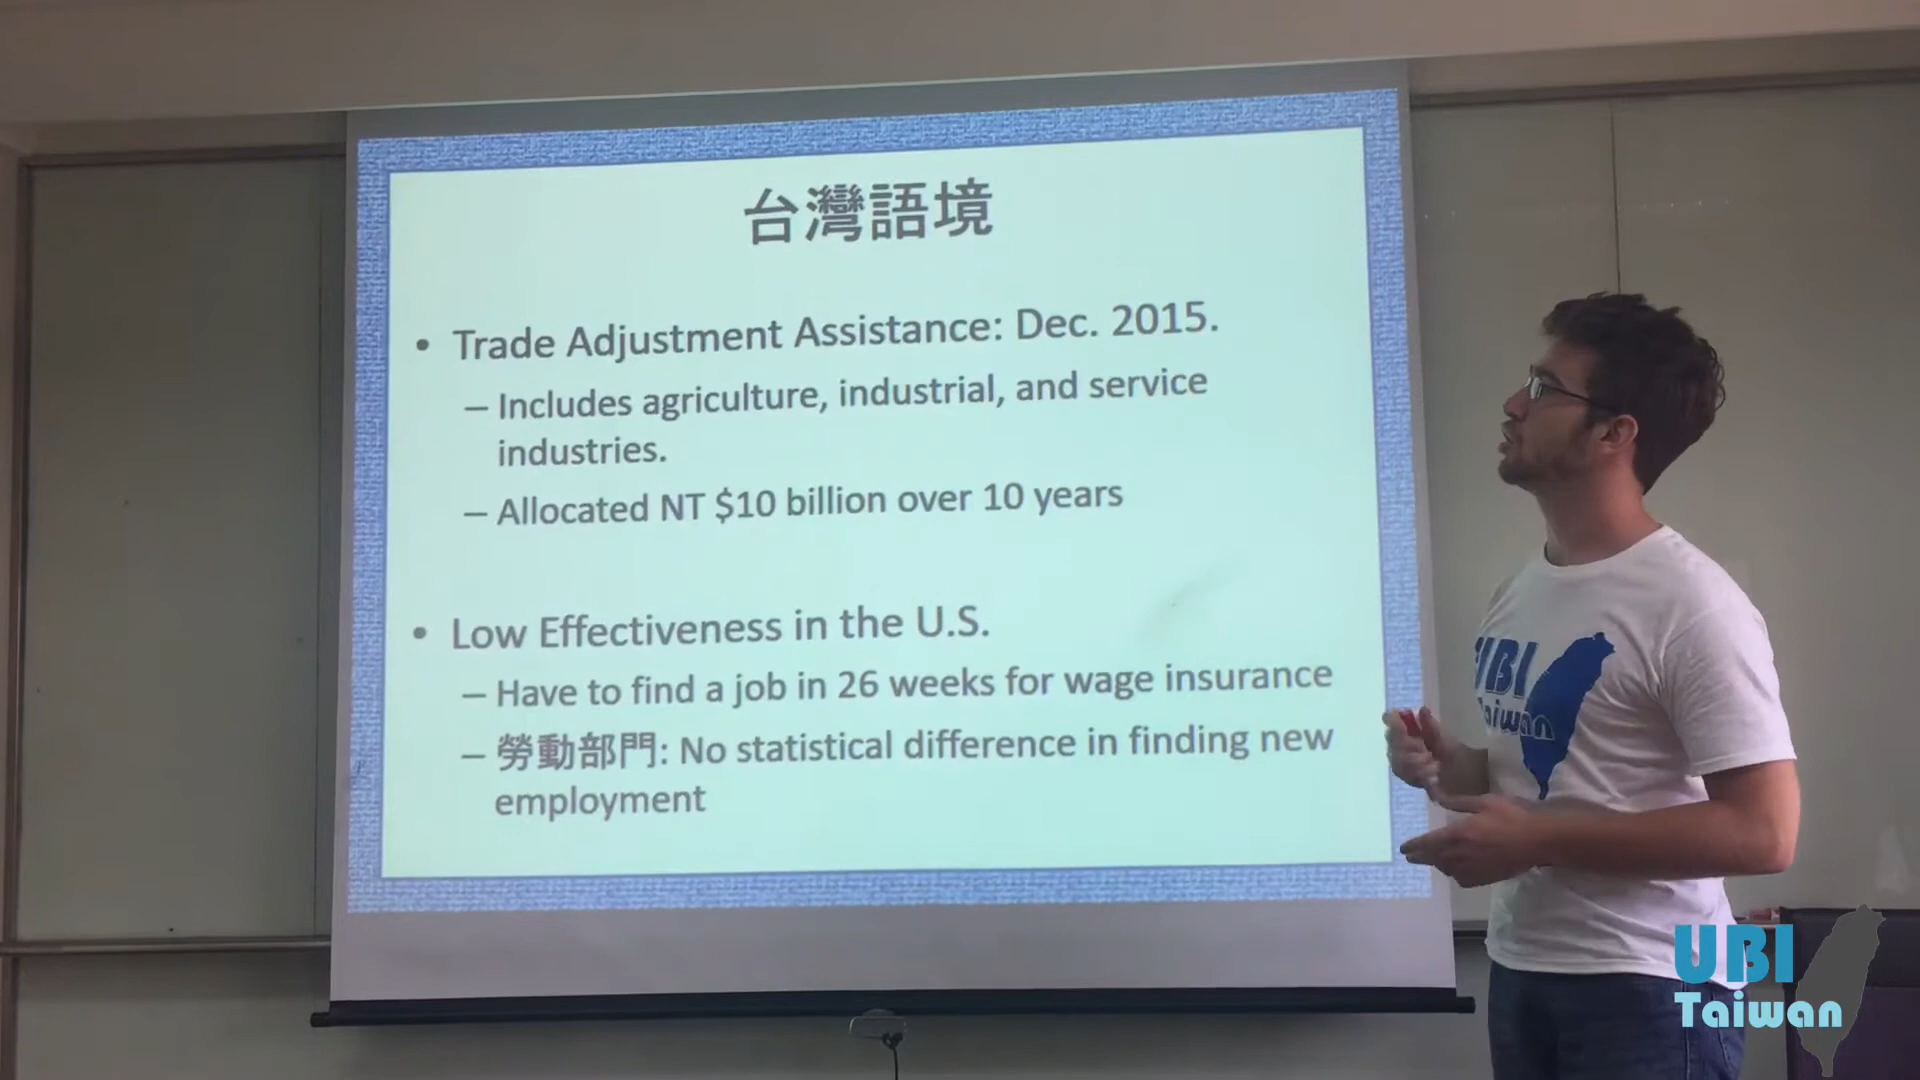 台灣語境
• Trade Adjustment Assistance: Dec. 2015.
– Includes agriculture, industrial, and service
industries.
– Allocated NT $10 billion over 10 years
• Low Effectiveness in the U.S.
– Have to find a job in 26 weeks for wage insurance
– 勞動部門: No statistical difference in finding new
employment
UBI
Taiwan
UBI
Taiwan